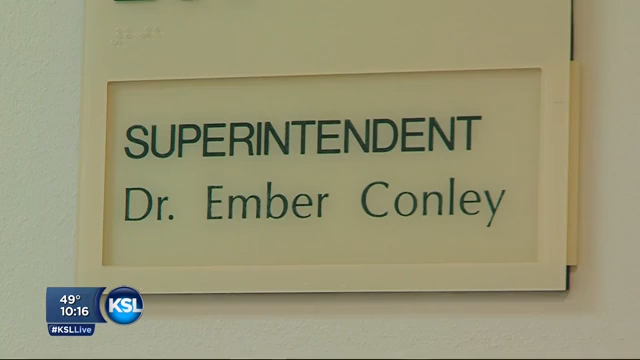 SUPERINTENDENT
Dr. Ember Conley
49°
10:16
KSL
#KSLLive